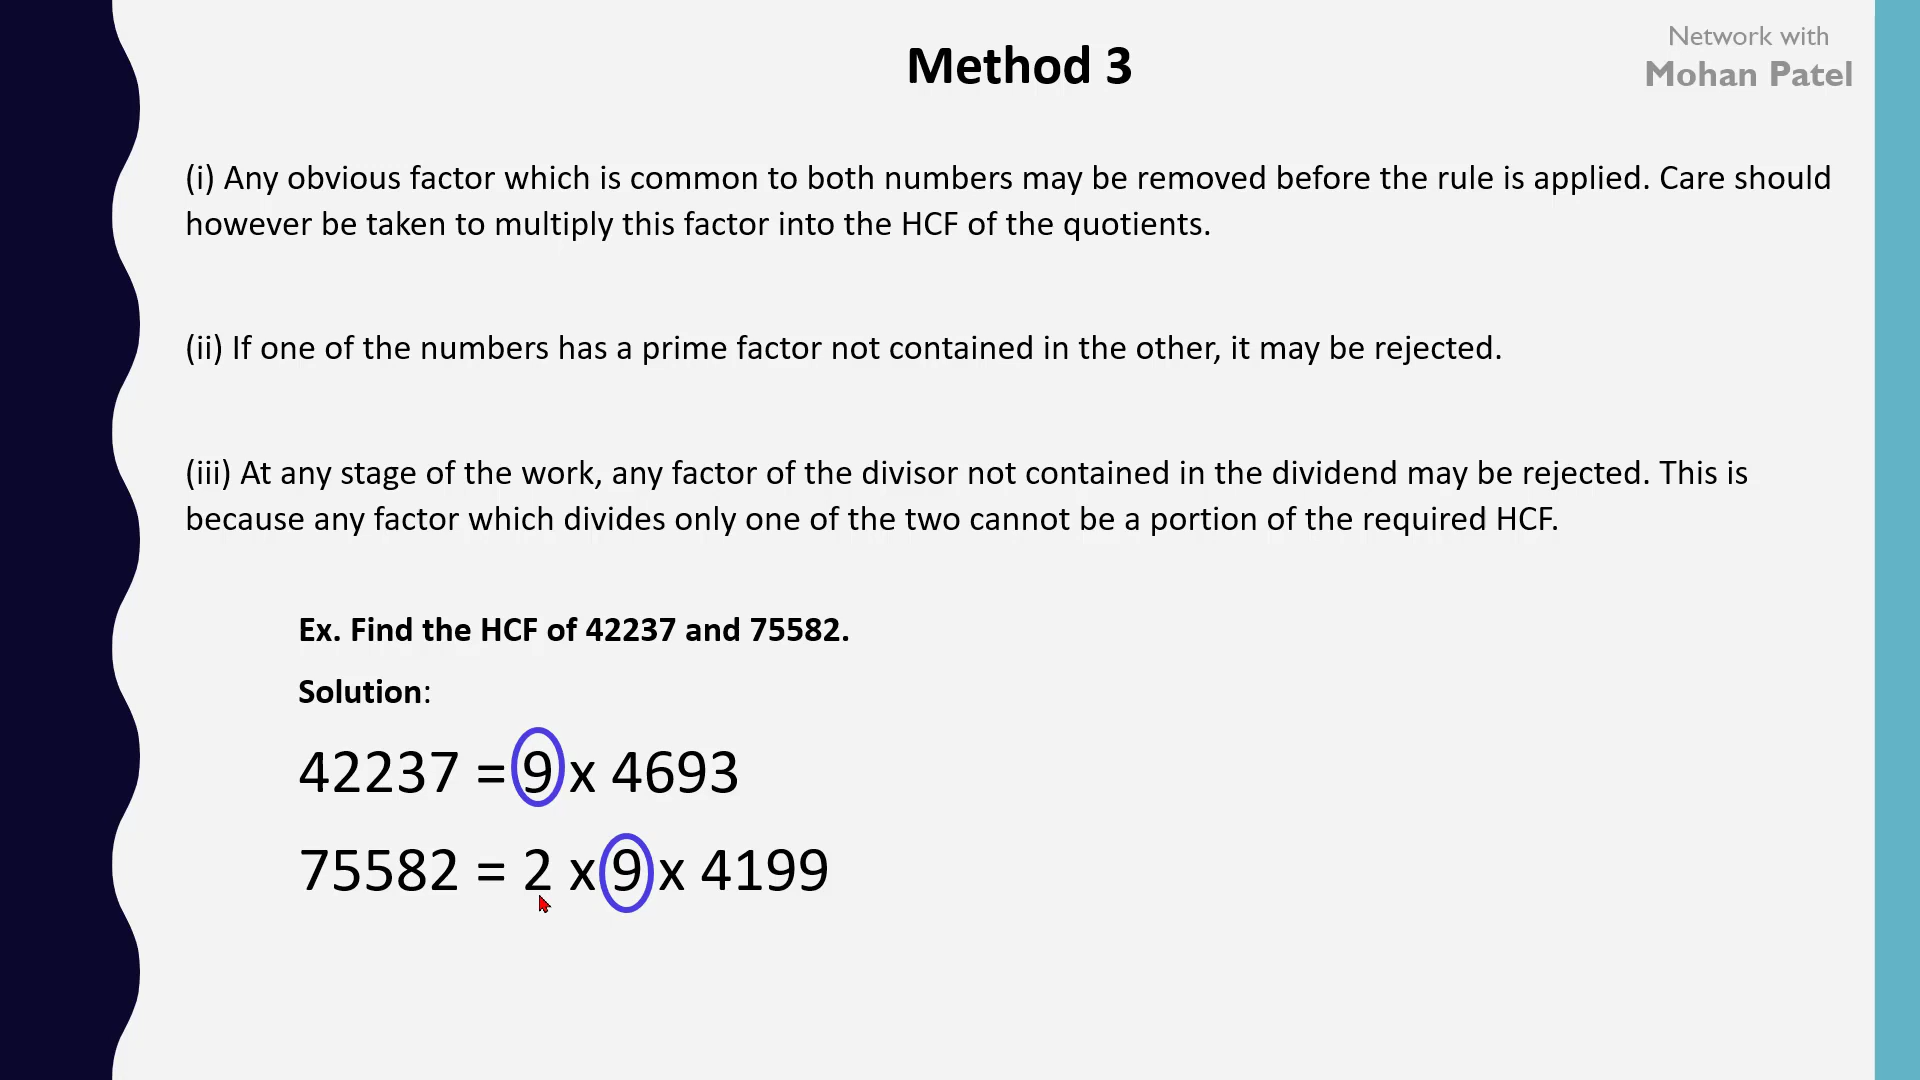 Network with
Mohan Patel
Method 3
(i) Any obvious factor which is common to both numbers may be removed before the rule is applied. Care should
however be taken to multiply this factor into the HCF of the quotients.
(ii) If one of the numbers has a prime factor not contained in the other, it may be rejected.
(iii) At any stage of the work, any factor of the divisor not contained in the dividend may be rejected. This is
because any factor which divides only one of the two cannot be a portion of the required HCF.
Ex. Find the HCF of 42237 and 75582.
Solution:
42237 = 9 x 4693
75582 = 2 x 9 x 4199